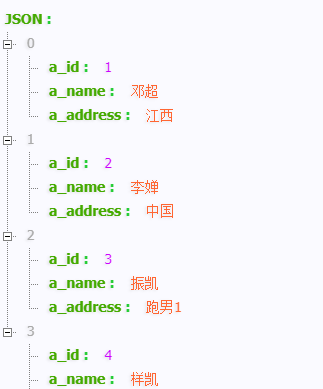 JSON :
0
a_id : 1
a_name : 邓超
a_address : 江西
1
a_id : 2
a_name : 李婵
a_address : 中国
2
a_id : 3
a_name : 振凯
a_address : 跑男1
3
a_id : 4
a_name : 样凯